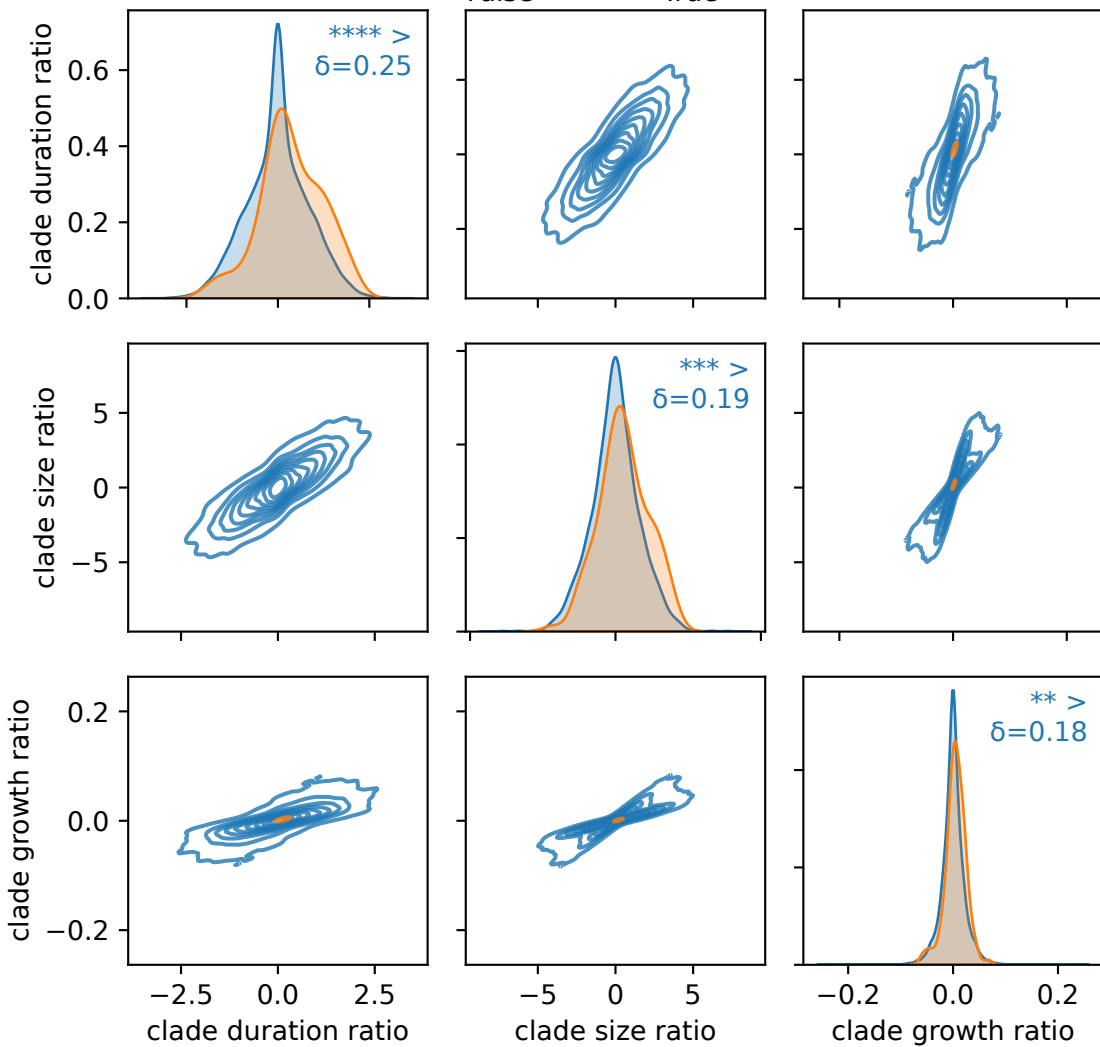 clade duration ratio
0.6
0.4
0.2
0.0
**** >
δ=0.25
clade size ratio
5
0
−5
*** >
δ=0.19
clade growth ratio
0.2
0.0
−0.2
** >
δ=0.18
−2.5 0.0 2.5
−5 0 5
−0.2 0.0 0.2
clade duration ratio
clade size ratio
clade growth ratio